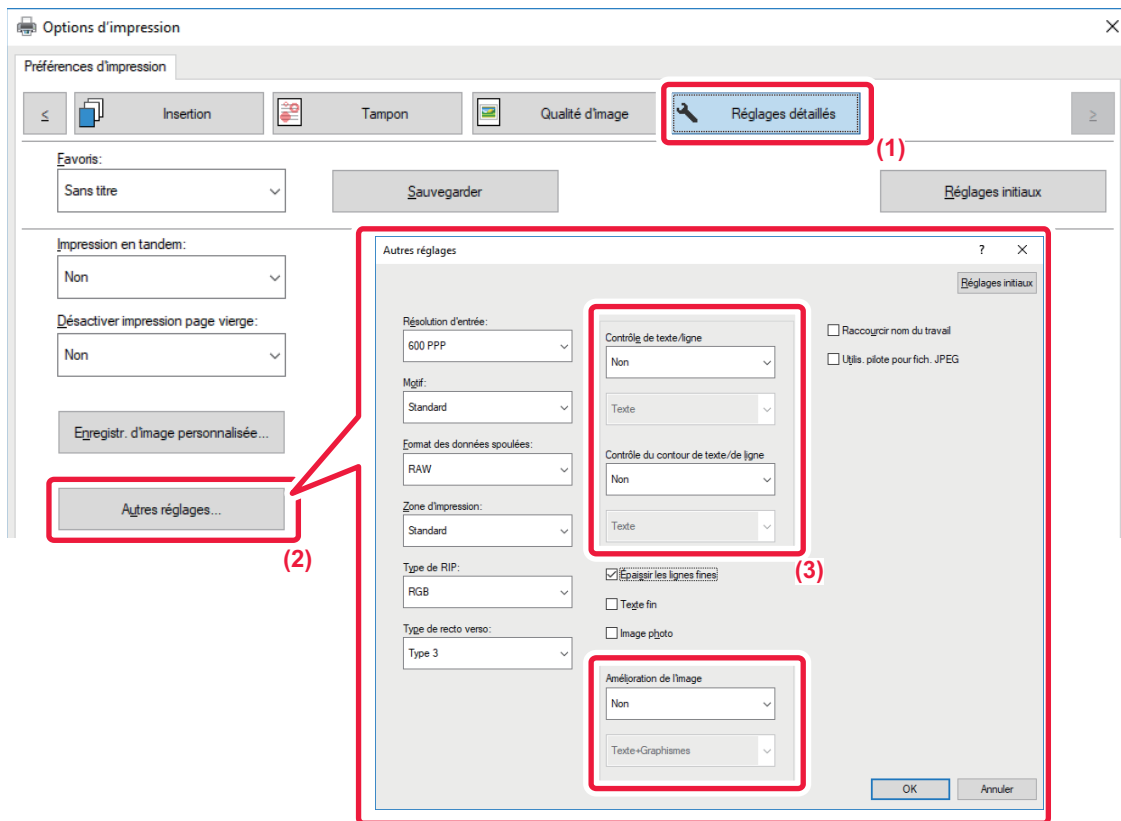 Options d'impression
Préférences d'impression
<
Insertion
Tampon
Qualité d'image
Réglages détaillés
>
(1)
Favoris:
Sans titre
Sauvegarder
Réglages initiaux
Impression en tandem:
Non
Désactiver impression page vierge:
Non
Enregistr. d'image personnalisée...
Autres réglages...
(2)
Autres réglages
?
Réglages initiaux
Résolution d'entrée:
600 PPP
Motif:
Standard
Format des données spoulées:
RAW
Zone d'impression:
Standard
Type de RIP:
RGB
Type de recto verso:
Type 3
Contrôle de texte/ligne
Non
Texte
Contrôle du contour de texte/de ligne
Non
Texte
(3)
Épaissir les lignes fines
Texte fin
Image photo
Amélioration de l'image
Non
Texte+Graphismes
Raccourcir nom du travail
Utilis. pilote pour fich. JPEG
OK
Annuler